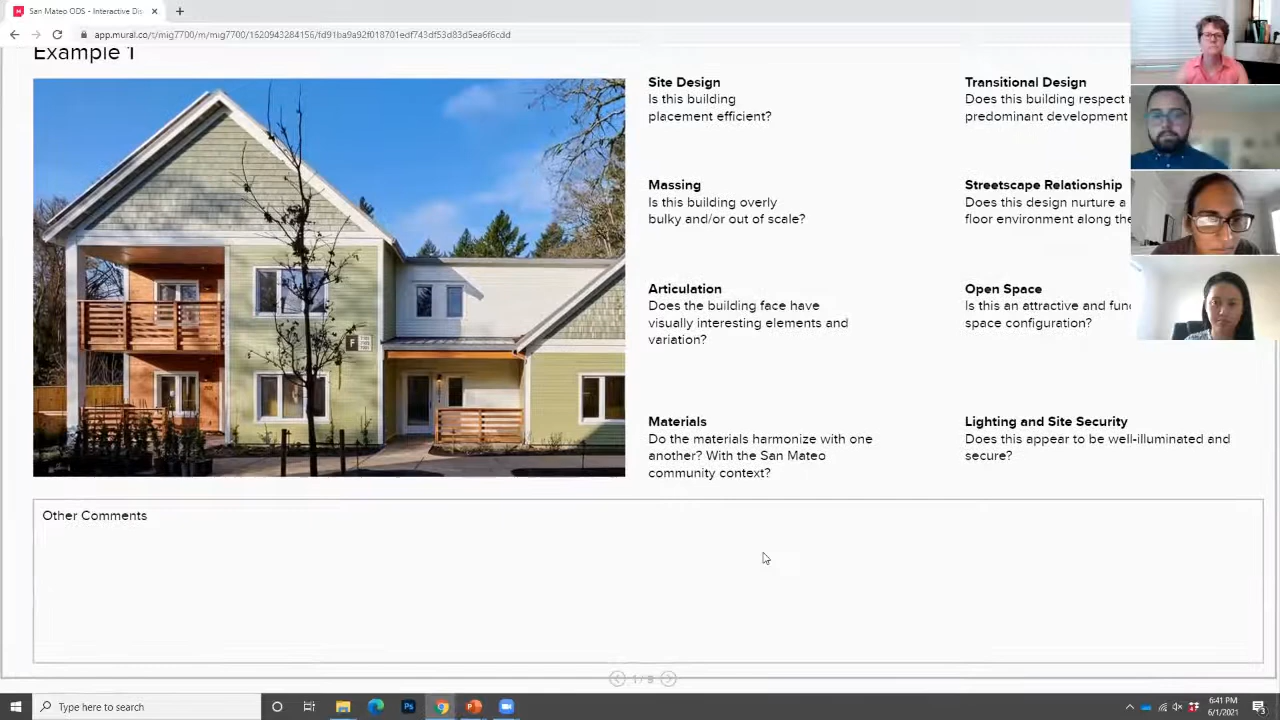 San Mateo ODS - Interactive Dis
app.mural.co/t/mig7700/m/mig7700/1620943284156/
Example 1
Site Design
Is this building
placement efficient?
Massing
Is this building overly
bulky and/or out of scale?
Articulation
Does the building face have
visually interesting elements and
variation?
Materials
Do the materials harmonize with one
another? With the San Mateo
community context?
Transitional Design
Does this building respect
predominant development
Streetscape Relationship
Does this design nurture a
floor environment along the
Open Space
Is this an attractive and func
space configuration?
Lighting and Site Security
Does this appear to be well-illuminated and
secure?
F
Other Comments
1 / 9
Type here to search
6:41 PM
6/1/2021